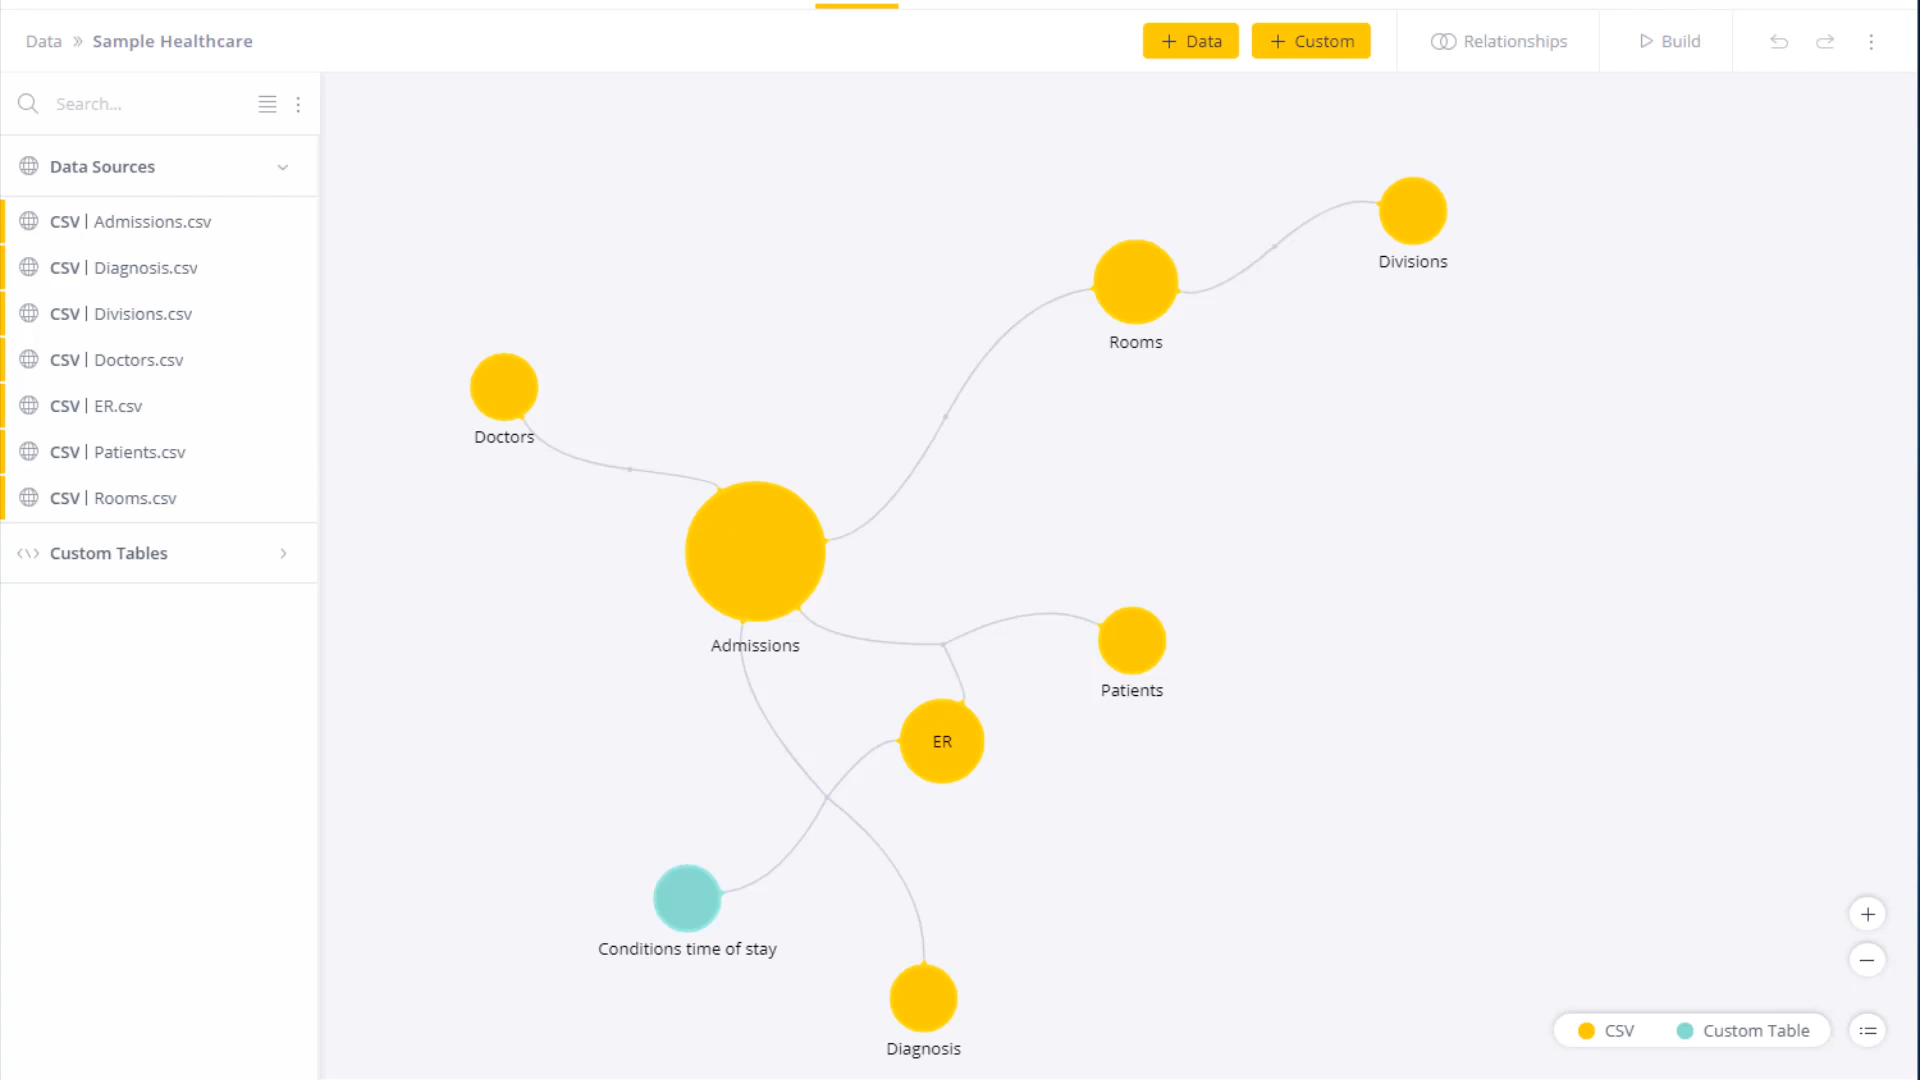 Data » Sample Healthcare
+ Data
+ Custom
Relationships
Build
Search...
Data Sources
CSV | Admissions.csv
CSV | Diagnosis.csv
CSV | Divisions.csv
CSV | Doctors.csv
CSV | ER.csv
CSV | Patients.csv
CSV | Rooms.csv
Custom Tables
Divisions
Rooms
Doctors
Admissions
Patients
ER
Conditions time of stay
Diagnosis
CSV
Custom Table